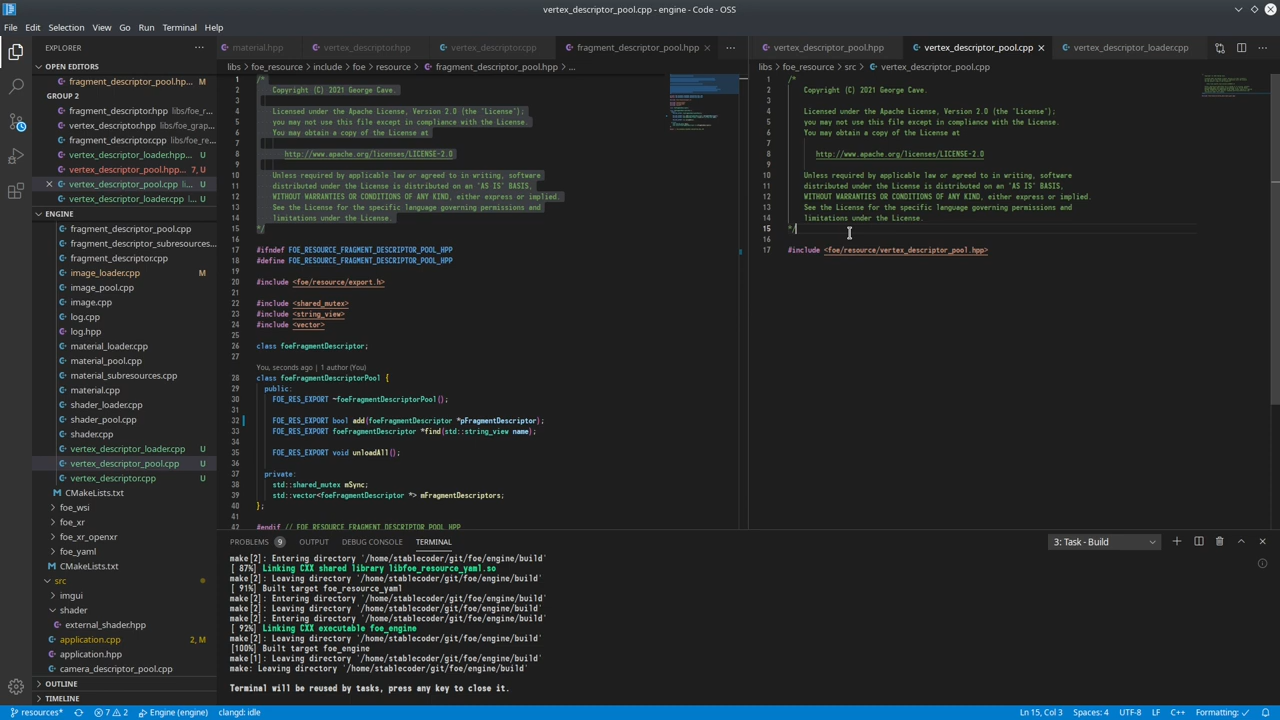 vertex_descriptor_pool.cpp - engine - Code - OSS
File Edit Selection View Go Run Terminal Help
EXPLORER
OPEN EDITORS
fragment_descriptor_pool.hp... M
GROUP 2
fragment_descriptor.hpp libs/foe_r...
vertex_descriptor.hpp libs/foe_grap...
fragment_descriptor.cpp libs/foe_re...
vertex_descriptor_loader.hpp... U
vertex_descriptor_pool.hpp... 7, U
vertex_descriptor_pool.cpp li... U
vertex_descriptor_loader.cpp l... U
ENGINE
fragment_descriptor_pool.cpp
fragment_descriptor_subresources...
fragment_descriptor.cpp
image_loader.cpp M
image_pool.cpp
image.cpp
log.cpp
log.hpp
material_loader.cpp
material_pool.cpp
material_subresources.cpp
material.cpp
shader_loader.cpp
shader_pool.cpp
shader.cpp
vertex_descriptor_loader.cpp U
vertex_descriptor_pool.cpp U
vertex_descriptor.cpp U
CMakeLists.txt
foe_wsi
foe_xr
foe_xr_openxr
foe_yaml
CMakeLists.txt
src
imgui
shader
external_shader.hpp
application.cpp 2, M
application.hpp
camera_descriptor_pool.cpp
OUTLINE
TIMELINE
material.hpp vertex_descriptor.hpp vertex_descriptor.cpp fragment_descriptor_pool.hpp
libs > foe_resource > include > foe > resource > fragment_descriptor_pool.hpp > ...
1 /*
2 Copyright (C) 2021 George Cave.
3
4 Licensed under the Apache License, Version 2.0 (the "License");
5 you may not use this file except in compliance with the License.
6 You may obtain a copy of the License at
7
8 http://www.apache.org/licenses/LICENSE-2.0
9
10 Unless required by applicable law or agreed to in writing, software
11 distributed under the License is distributed on an "AS IS" BASIS,
12 WITHOUT WARRANTIES OR CONDITIONS OF ANY KIND, either express or implied.
13 See the License for the specific language governing permissions and
14 limitations under the License.
15 */
16
17 #ifndef FOE_RESOURCE_FRAGMENT_DESCRIPTOR_POOL_HPP
18 #define FOE_RESOURCE_FRAGMENT_DESCRIPTOR_POOL_HPP
19
20 #include <foe/resource/export.h>
21
22 #include <shared_mutex>
23 #include <string_view>
24 #include <vector>
25
26 class foeFragmentDescriptor;
27
You, seconds ago | 1 author (You)
28 class foeFragmentDescriptorPool {
29 public:
30 FOE_RES_EXPORT ~foeFragmentDescriptorPool();
31
32 FOE_RES_EXPORT bool add(foeFragmentDescriptor *pFragmentDescriptor);
33 FOE_RES_EXPORT foeFragmentDescriptor *find(std::string_view name);
34
35 FOE_RES_EXPORT void unloadAll();
36
37 private:
38 std::shared_mutex mSync;
39 std::vector<foeFragmentDescriptor *> mFragmentDescriptors;
40 };
41
42 #endif // FOE_RESOURCE_FRAGMENT_DESCRIPTOR_POOL_HPP
vertex_descriptor_pool.hpp vertex_descriptor_pool.cpp vertex_descriptor_loader.cpp
libs > foe_resource > src > vertex_descriptor_pool.cpp
1 /*
2 Copyright (C) 2021 George Cave.
3
4 Licensed under the Apache License, Version 2.0 (the "License");
5 you may not use this file except in compliance with the License.
6 You may obtain a copy of the License at
7
8 http://www.apache.org/licenses/LICENSE-2.0
9
10 Unless required by applicable law or agreed to in writing, software
11 distributed under the License is distributed on an "AS IS" BASIS,
12 WITHOUT WARRANTIES OR CONDITIONS OF ANY KIND, either express or implied.
13 See the License for the specific language governing permissions and
14 limitations under the License.
15 */
16
17 #include <foe/resource/vertex_descriptor_pool.hpp>
PROBLEMS 9 OUTPUT DEBUG CONSOLE TERMINAL 3: Task - Build
make[2]: Entering directory '/home/stablecoder/git/foe/engine/build'
[ 87%] Linking CXX shared library libfoe_resource_yaml.so
make[2]: Leaving directory '/home/stablecoder/git/foe/engine/build'
[ 91%] Built target foe_resource_yaml
make[2]: Entering directory '/home/stablecoder/git/foe/engine/build'
make[2]: Leaving directory '/home/stablecoder/git/foe/engine/build'
make[2]: Entering directory '/home/stablecoder/git/foe/engine/build'
[ 92%] Linking CXX executable foe_engine
make[2]: Leaving directory '/home/stablecoder/git/foe/engine/build'
[100%] Built target foe_engine
make[1]: Leaving directory '/home/stablecoder/git/foe/engine/build'
make: Leaving directory '/home/stablecoder/git/foe/engine/build'
Terminal will be reused by tasks, press any key to close it.
resources* 7 2 Engine (engine) clangd: idle Ln 15, Col 3 Spaces: 4 UTF-8 LF C++ Formatting: ✓